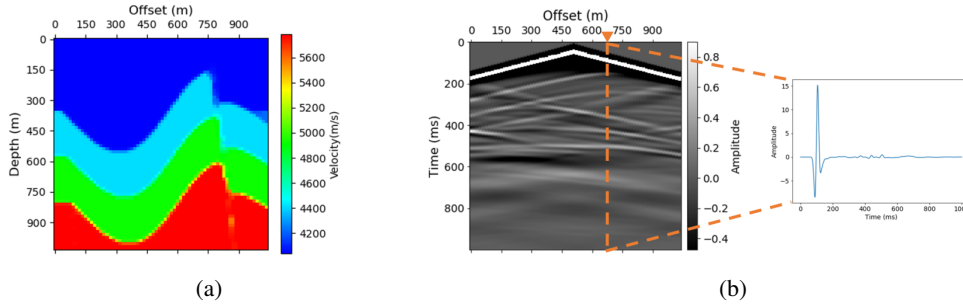 Offset (m)
0 150 300 450 600 750 900
Depth (m)
0
150
300
450
600
750
900
5600
5400
5200
5000
4800
4600
4400
4200
Velocity(m/s)
(a)
Offset (m)
0 150 300 450 600 750 900
Time (ms)
0
200
400
600
800
0.8
0.6
0.4
0.2
0.0
−0.2
−0.4
Amplitude
15
10
5
0
−5
Amplitude
0 200 400 600 800 1000
Time (ms)
(b)